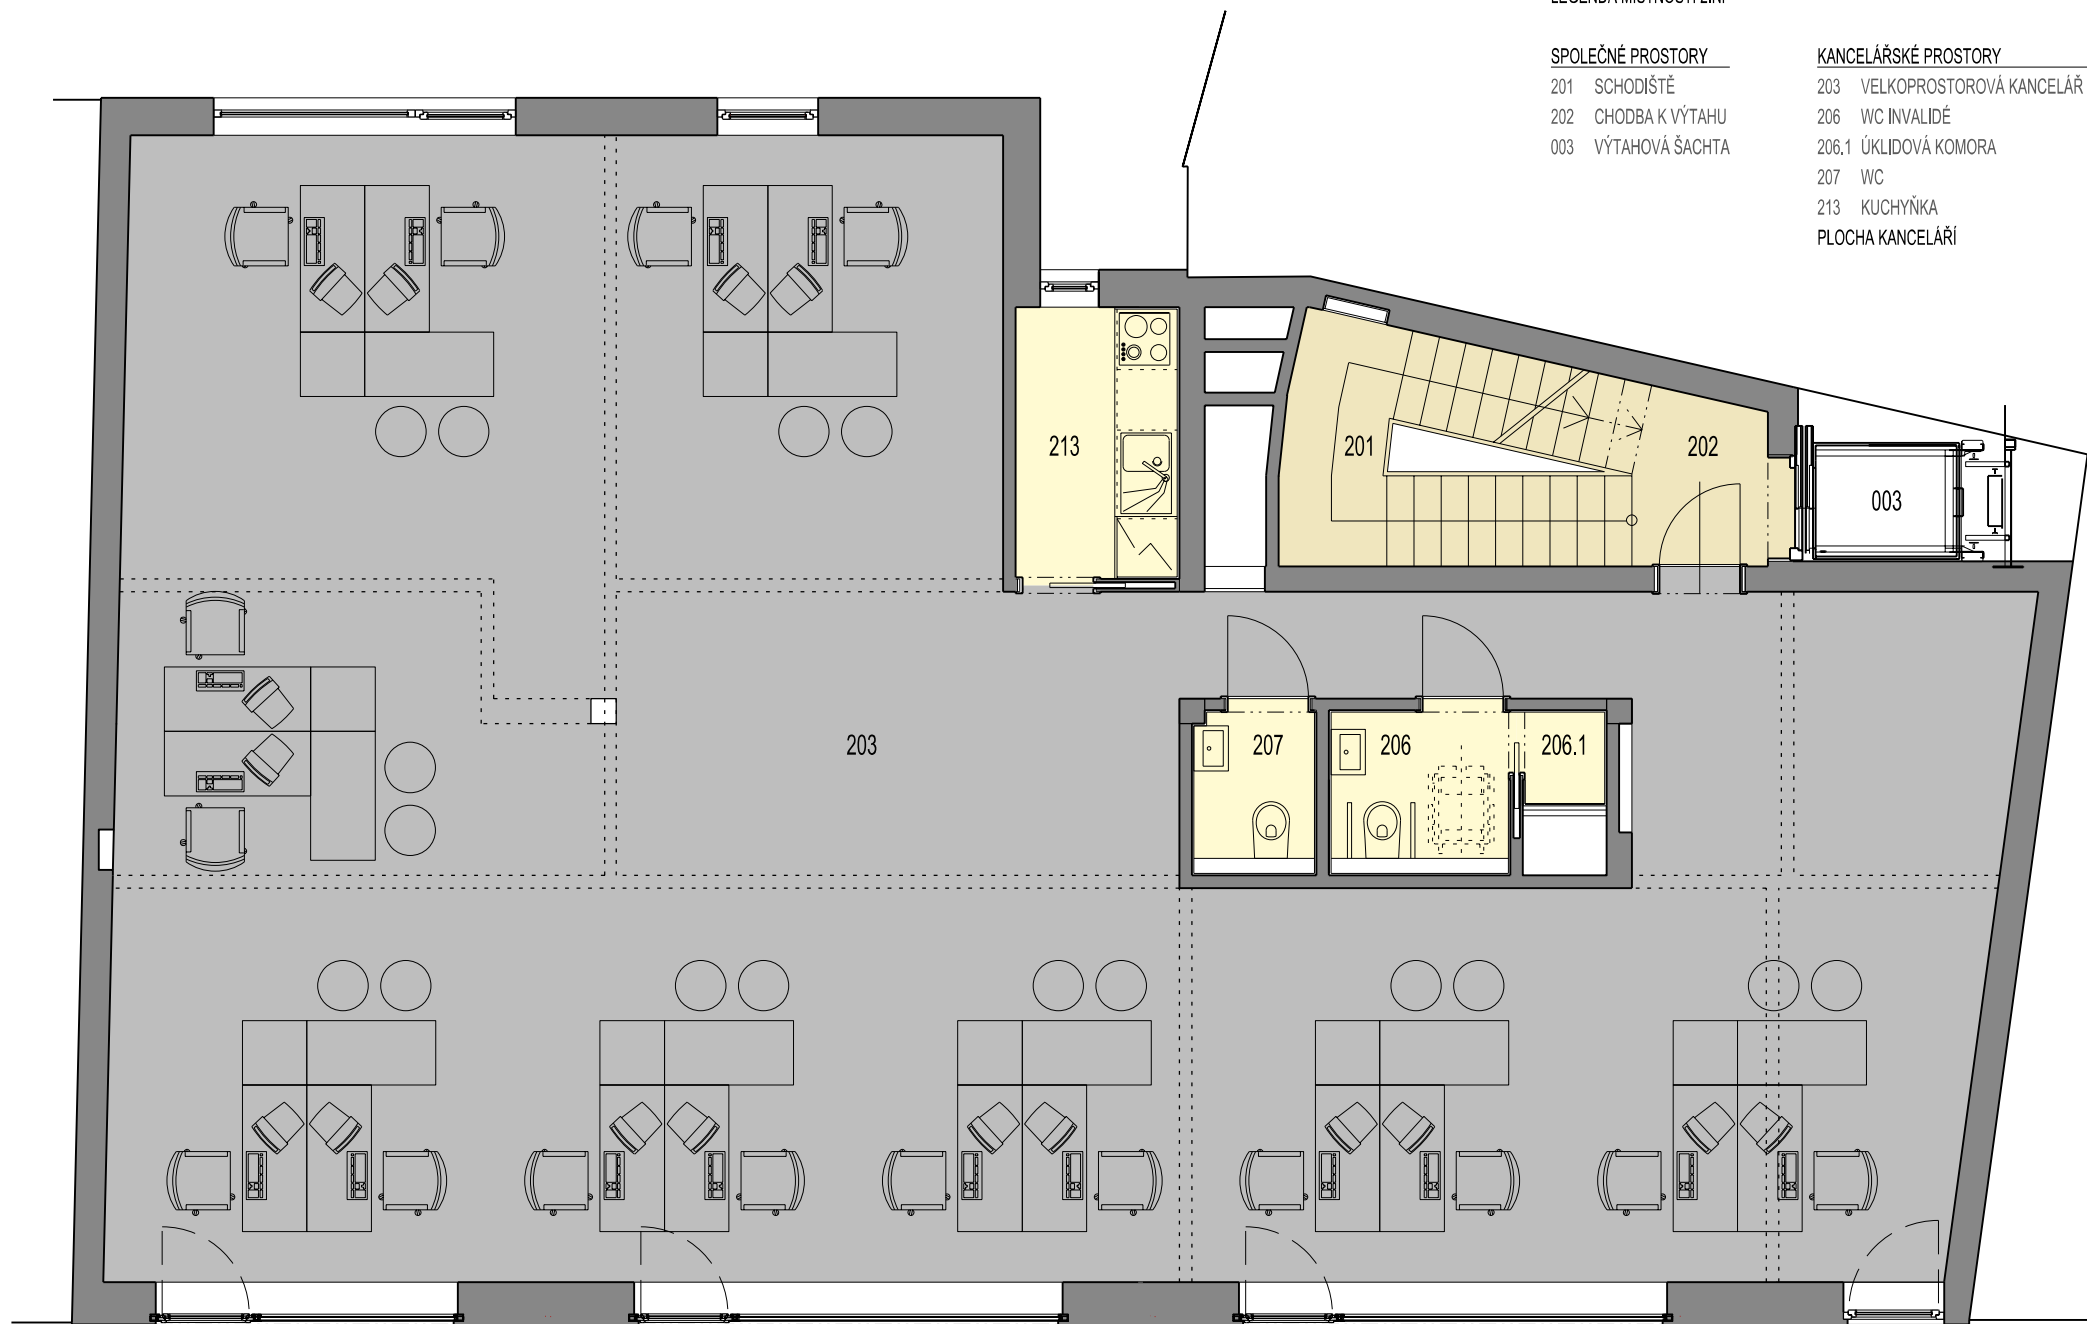 SPOLEČNÉ PROSTORY
201 SCHODIŠTĚ
202 CHODBA K VÝTAHU
003 VÝTAHOVÁ ŠACHTA
KANCELÁŘSKÉ PROSTORY
203 VELKOPROSTOROVÁ KANCELÁŘ
206 WC INVALIDÉ
206.1 ÚKLIDOVÁ KOMORA
207 WC
213 KUCHYŇKA
PLOCHA KANCELÁŘÍ
213
201
202
003
203
207
206
206.1